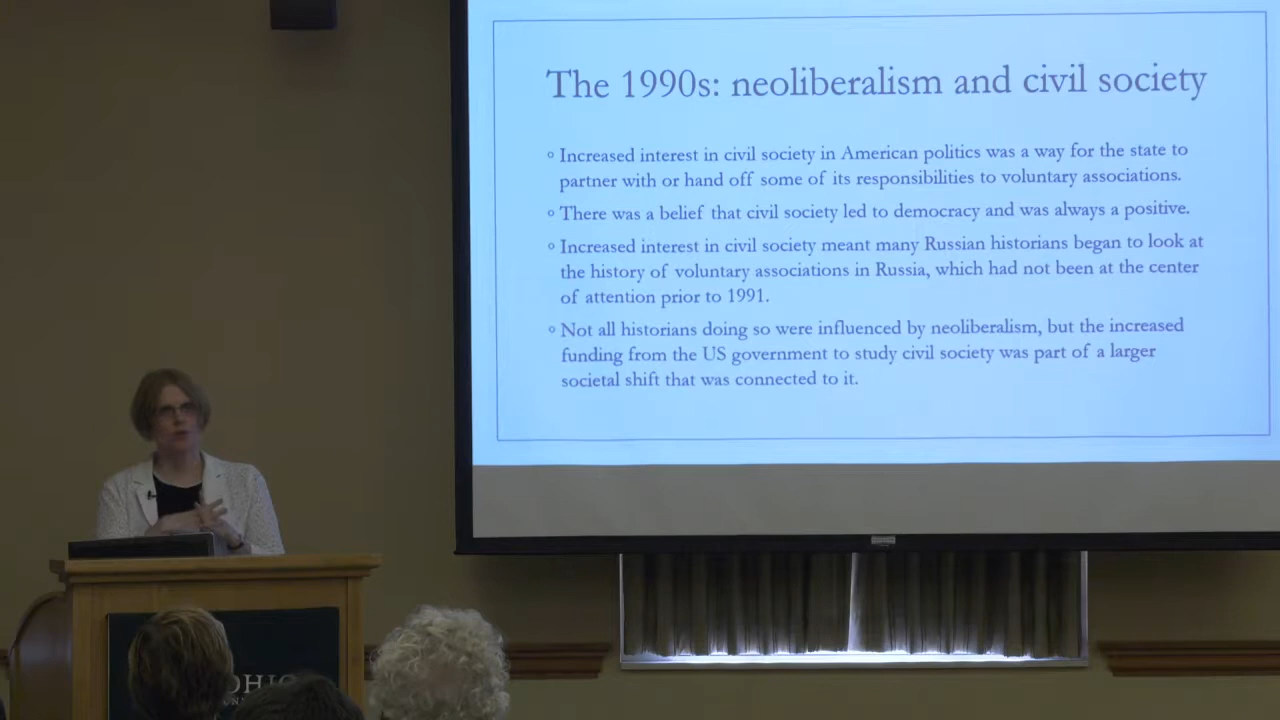 The 1990s: neoliberalism and civil society
° Increased interest in civil society in American politics was a way for the state to
partner with or hand off some of its responsibilities to voluntary associations.
° There was a belief that civil society led to democracy and was always a positive.
° Increased interest in civil society meant many Russian historians began to look at
the history of voluntary associations in Russia, which had not been at the center
of attention prior to 1991.
° Not all historians doing so were influenced by neoliberalism, but the increased
funding from the US government to study civil society was part of a larger
societal shift that was connected to it.
OHIO